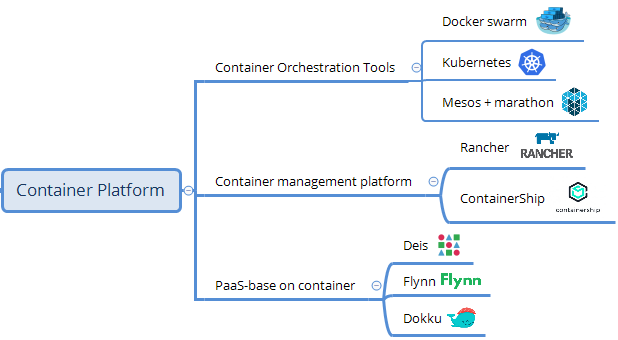 Docker swarm
Container Orchestration Tools
Kubernetes
Mesos + marathon
Rancher
RANCHER
Container Platform
Container management platform
ContainerShip
containership
Deis
PaaS-base on container
Flynn Flynn
Dokku